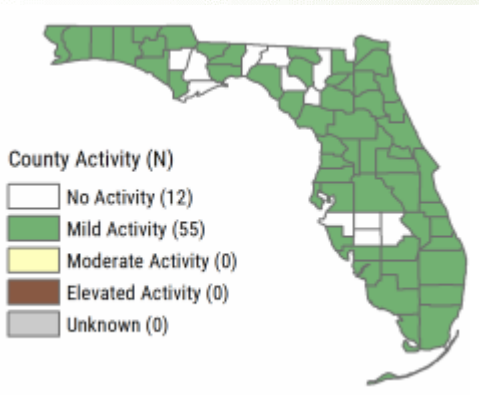 County Activity (N)
No Activity (12)
Mild Activity (55)
Moderate Activity (0)
Elevated Activity (0)
Unknown (0)